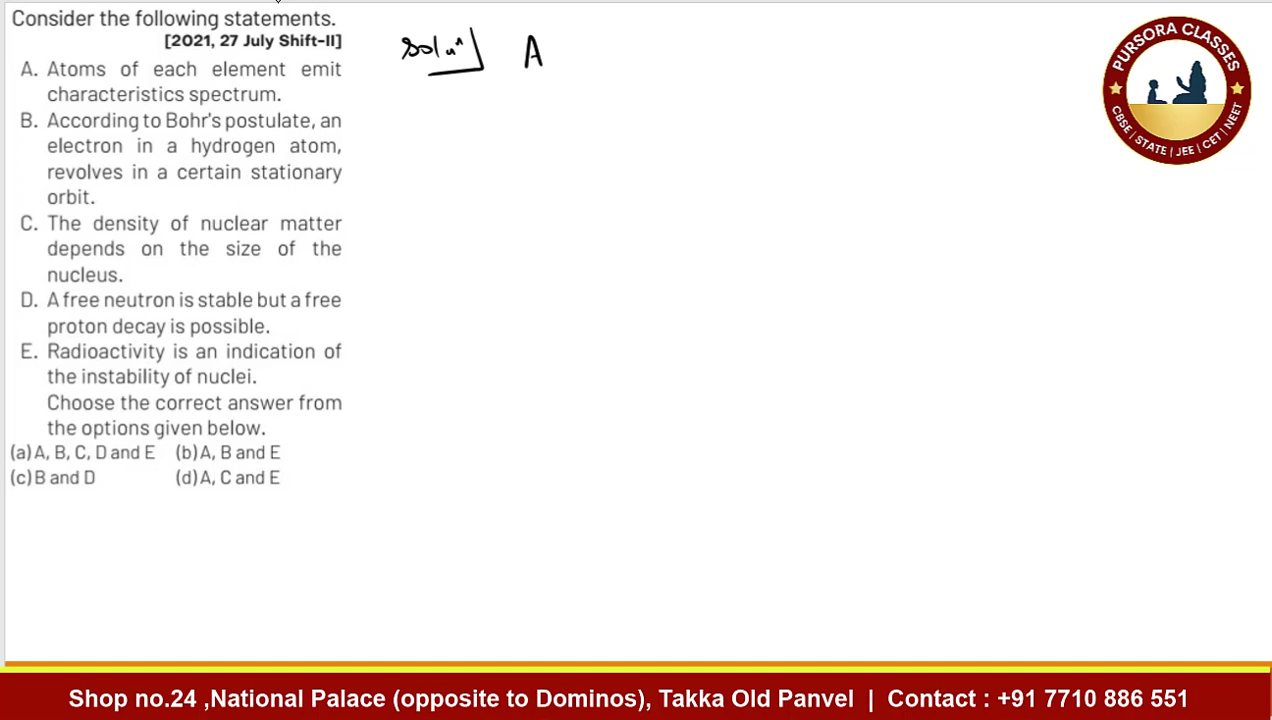 Consider the following statements.
[2021, 27 July Shift-II]
A. Atoms of each element emit
characteristics spectrum.
B. According to Bohr's postulate, an
electron in a hydrogen atom,
revolves in a certain stationary
orbit.
C. The density of nuclear matter
depends on the size of the
nucleus.
D. A free neutron is stable but a free
proton decay is possible.
E. Radioactivity is an indication of
the instability of nuclei.
Choose the correct answer from
the options given below.
(a) A, B, C, D and E (b) A, B and E
(c) B and D (d) A, C and E
Soluⁿ A
PURSORA CLASSES
CBSE | STATE | JEE | CET | NEET
Shop no.24 ,National Palace (opposite to Dominos), Takka Old Panvel | Contact : +91 7710 886 551